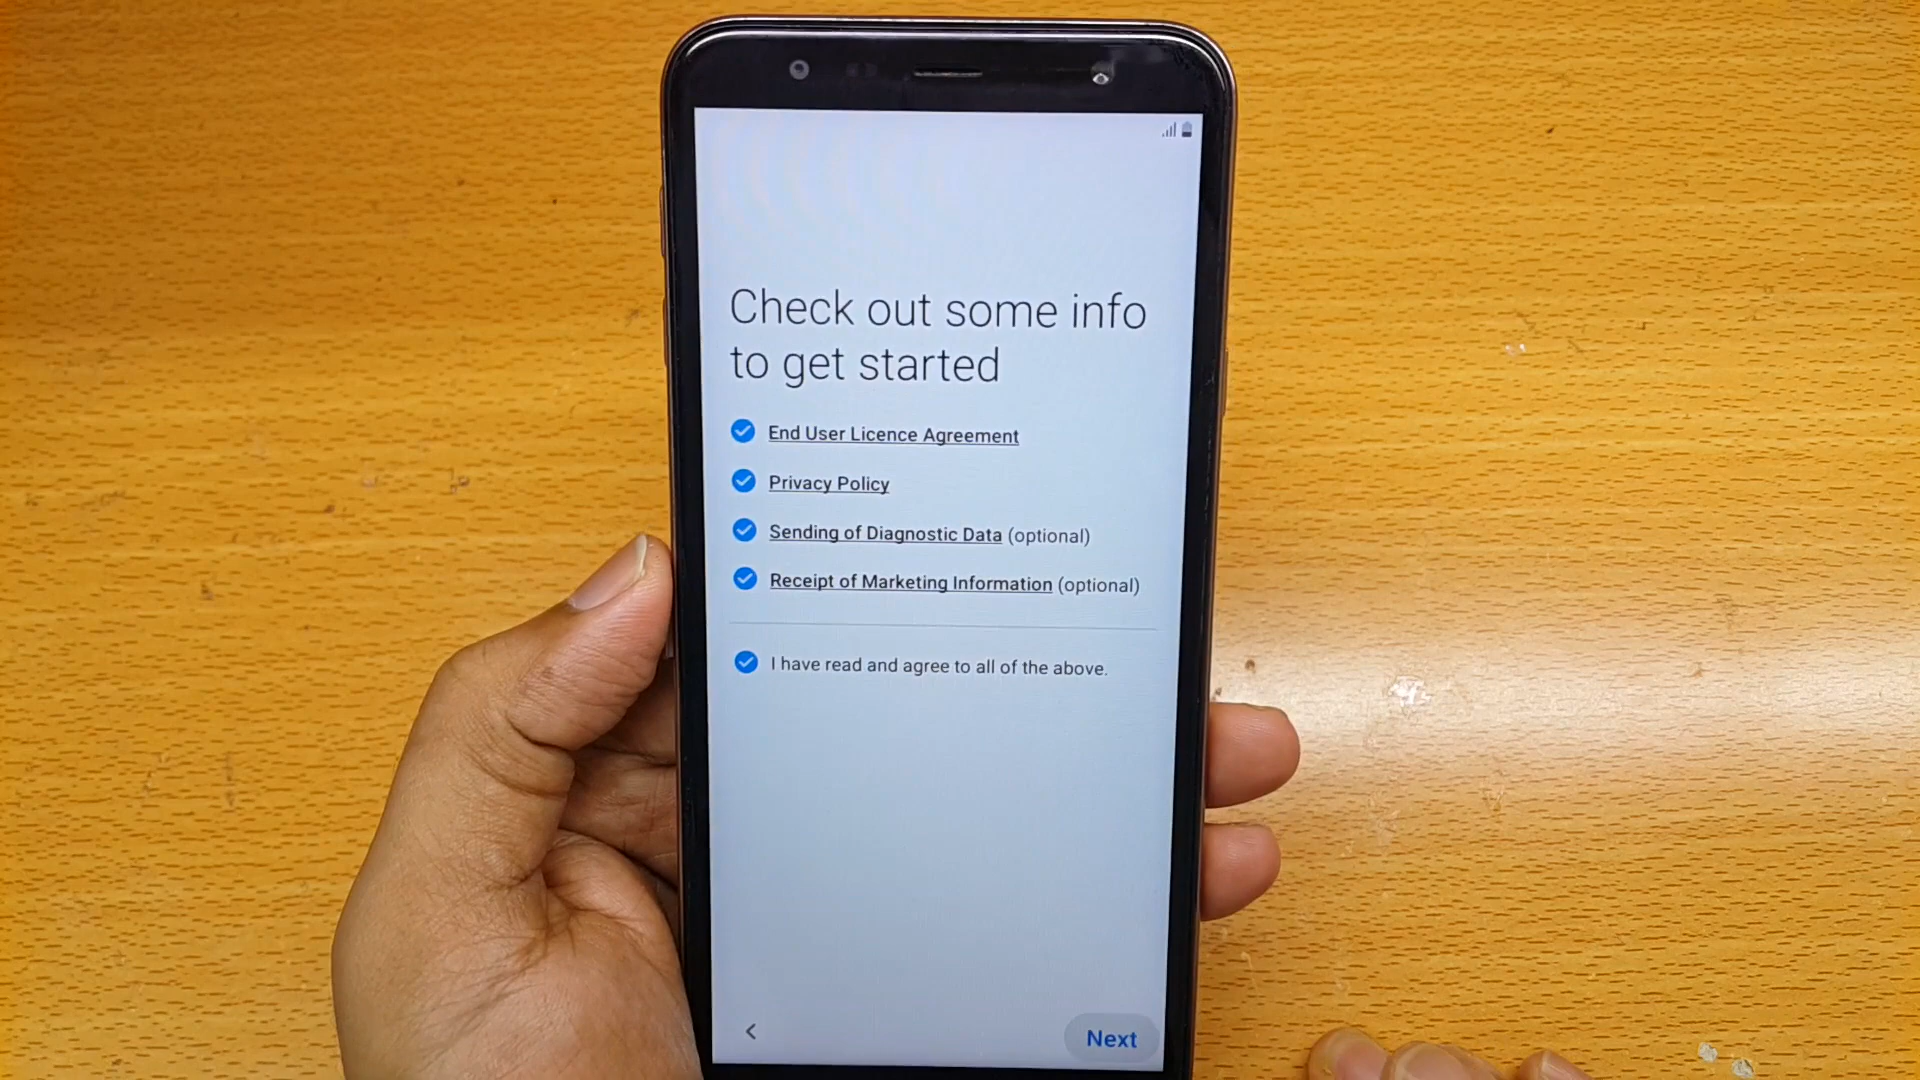 Check out some info
to get started
End User Licence Agreement
Privacy Policy
Sending of Diagnostic Data (optional)
Receipt of Marketing Information (optional)
I have read and agree to all of the above.
Next